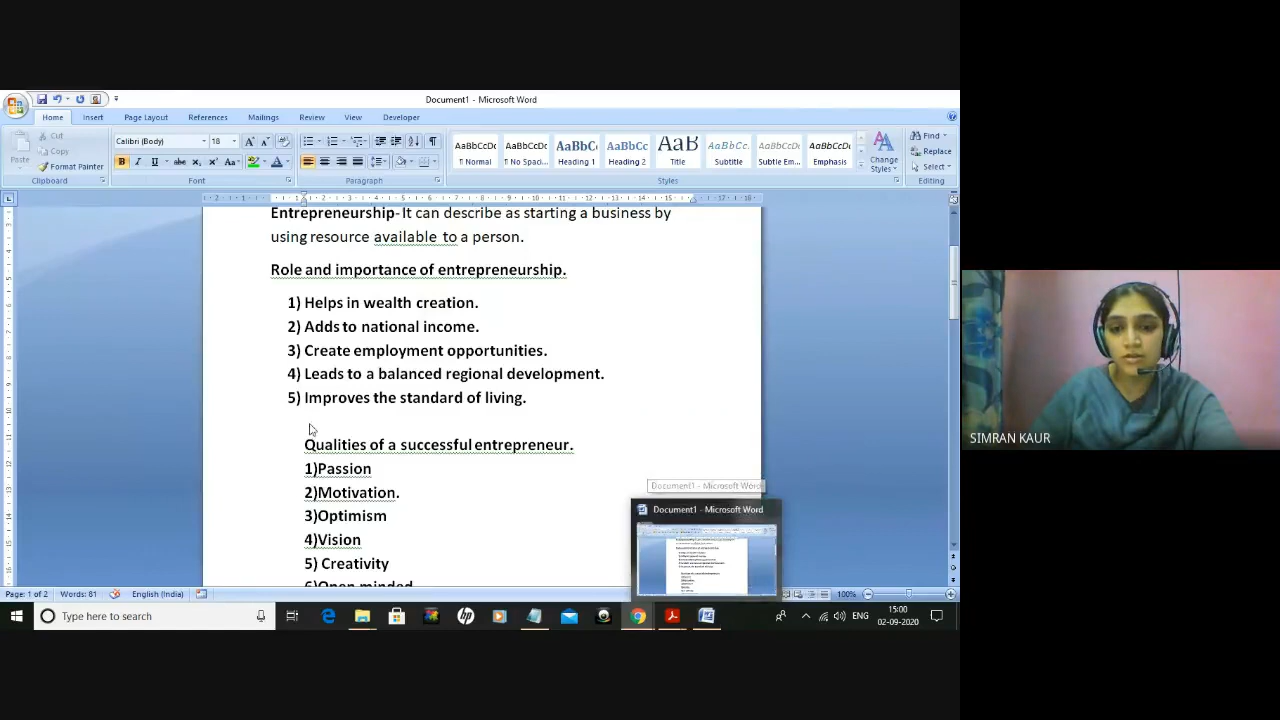 Document1 - Microsoft Word
Home Insert Page Layout References Mailings Review View Developer
Cut
Copy
Paste
Format Painter
Clipboard
Calibri (Body) 18
Font
Paragraph
AaBbCcDc AaBbCcDc AaBbC AaBbCc AaB AaBbCc. AaBbCcDc AaBbCcDc
¶ Normal ¶ No Spaci... Heading 1 Heading 2 Title Subtitle Subtle Em... Emphasis
Change Styles
Styles
Find
Replace
Select
Editing
Entrepreneurship- It can describe as starting a business by
using resource available to a person.
Role and importance of entrepreneurship.
1) Helps in wealth creation.
2) Adds to national income.
3) Create employment opportunities.
4) Leads to a balanced regional development.
5) Improves the standard of living.
Qualities of a successful entrepreneur.
1)Passion
2)Motivation.
3)Optimism
4)Vision
5) Creativity
6)Open minded
Document1 - Microsoft Word
Document1 - Microsoft Word
SIMRAN KAUR
Page: 1 of 2 Words: 81 English (India) 100%
Type here to search
ENG
15:00
02-09-2020